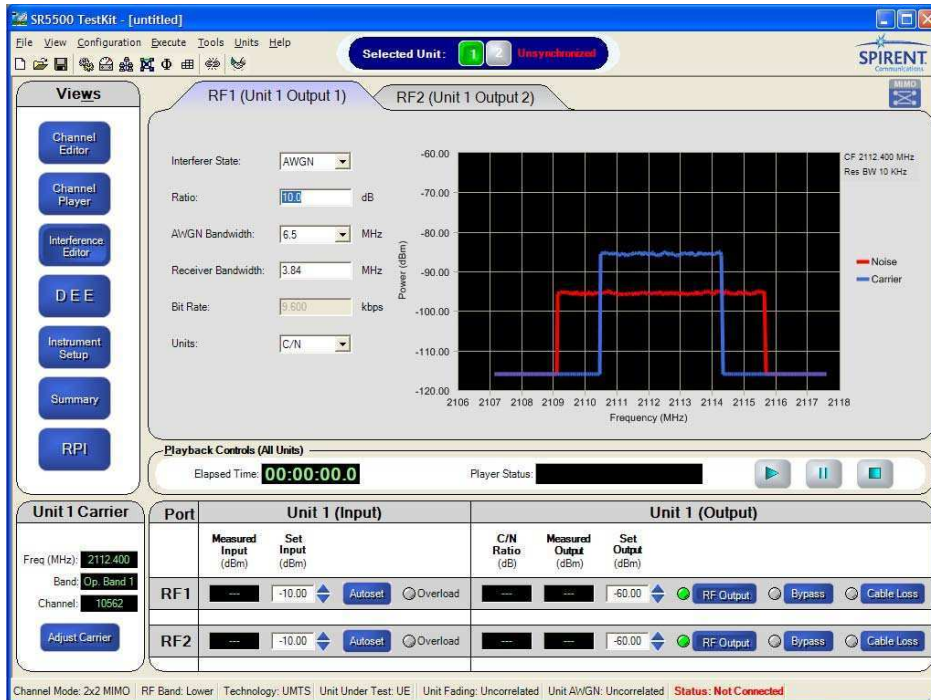 SR5500 TestKit - [untitled]
File View Configuration Execute Tools Units Help
Selected Unit: 1 2 Unsynchronized
SPIRENT
Communications
Views
Channel Editor
Channel Player
Interference Editor
D E E
Instrument Setup
Summary
RPI
RF1 (Unit 1 Output 1)
RF2 (Unit 1 Output 2)
MIMO
Interferer State: AWGN
Ratio: 10.0 dB
AWGN Bandwidth: 6.5 MHz
Receiver Bandwidth: 3.84 MHz
Bit Rate: 9.600 kbps
Units: C/N
Power (dBm)
-60.00
-70.00
-80.00
-90.00
-100.00
-110.00
-120.00
2106 2107 2108 2109 2110 2111 2112 2113 2114 2115 2116 2117 2118
Frequency (MHz)
CF 2112.400 MHz
Res BW 10 KHz
Noise
Carrier
Playback Controls (All Units)
Elapsed Time: 00:00:00.0
Player Status:
Unit 1 Carrier
Freq (MHz): 2112.400
Band: Op. Band 1
Channel: 10562
Adjust Carrier
Port Unit 1 (Input) Unit 1 (Output)
Measured Input (dBm) Set Input (dBm) C/N Ratio (dB) Measured Output (dBm) Set Output (dBm)
RF1 --- -10.00 Autoset Overload --- --- -60.00 RF Output Bypass Cable Loss
RF2 --- -10.00 Autoset Overload --- --- -60.00 RF Output Bypass Cable Loss
Channel Mode: 2x2 MIMO RF Band: Lower Technology: UMTS Unit Under Test: UE Unit Fading: Uncorrelated Unit AWGN: Uncorrelated Status: Not Connected